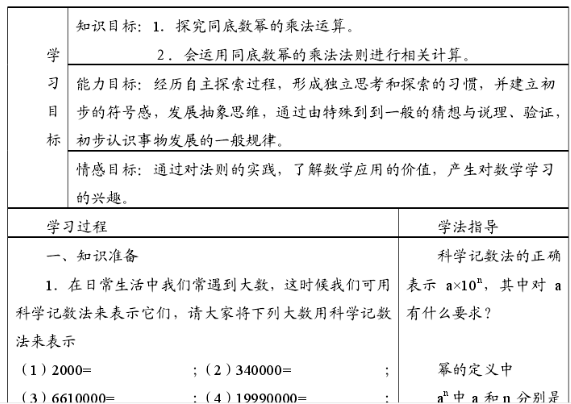 知识目标：1．探究同底数幂的乘法运算。
2．会运用同底数幂的乘法法则进行相关计算。
学
习
目
标
能力目标：经历自主探索过程，形成独立思考和探索的习惯，并建立初
步的符号感，发展抽象思维，通过由特殊到到一般的猜想与说理、验证，
初步认识事物发展的一般规律。
情感目标：通过对法则的实践，了解数学应用的价值，产生对数学学习
的兴趣。
学习过程
一、知识准备
1．在日常生活中我们常遇到大数，这时候我们可用
科学记数法来表示它们，请大家将下列大数用科学记数
法来表示
（1）2000=　　　　；（2）340000=　　　　；
（3）6610000=　　　　；（4）19990000=　　　　；
学法指导
科学记数法的正确
表示 a×10ⁿ，其中对 a
有什么要求？
幂的定义中
aⁿ 中 a 和 n 分别是